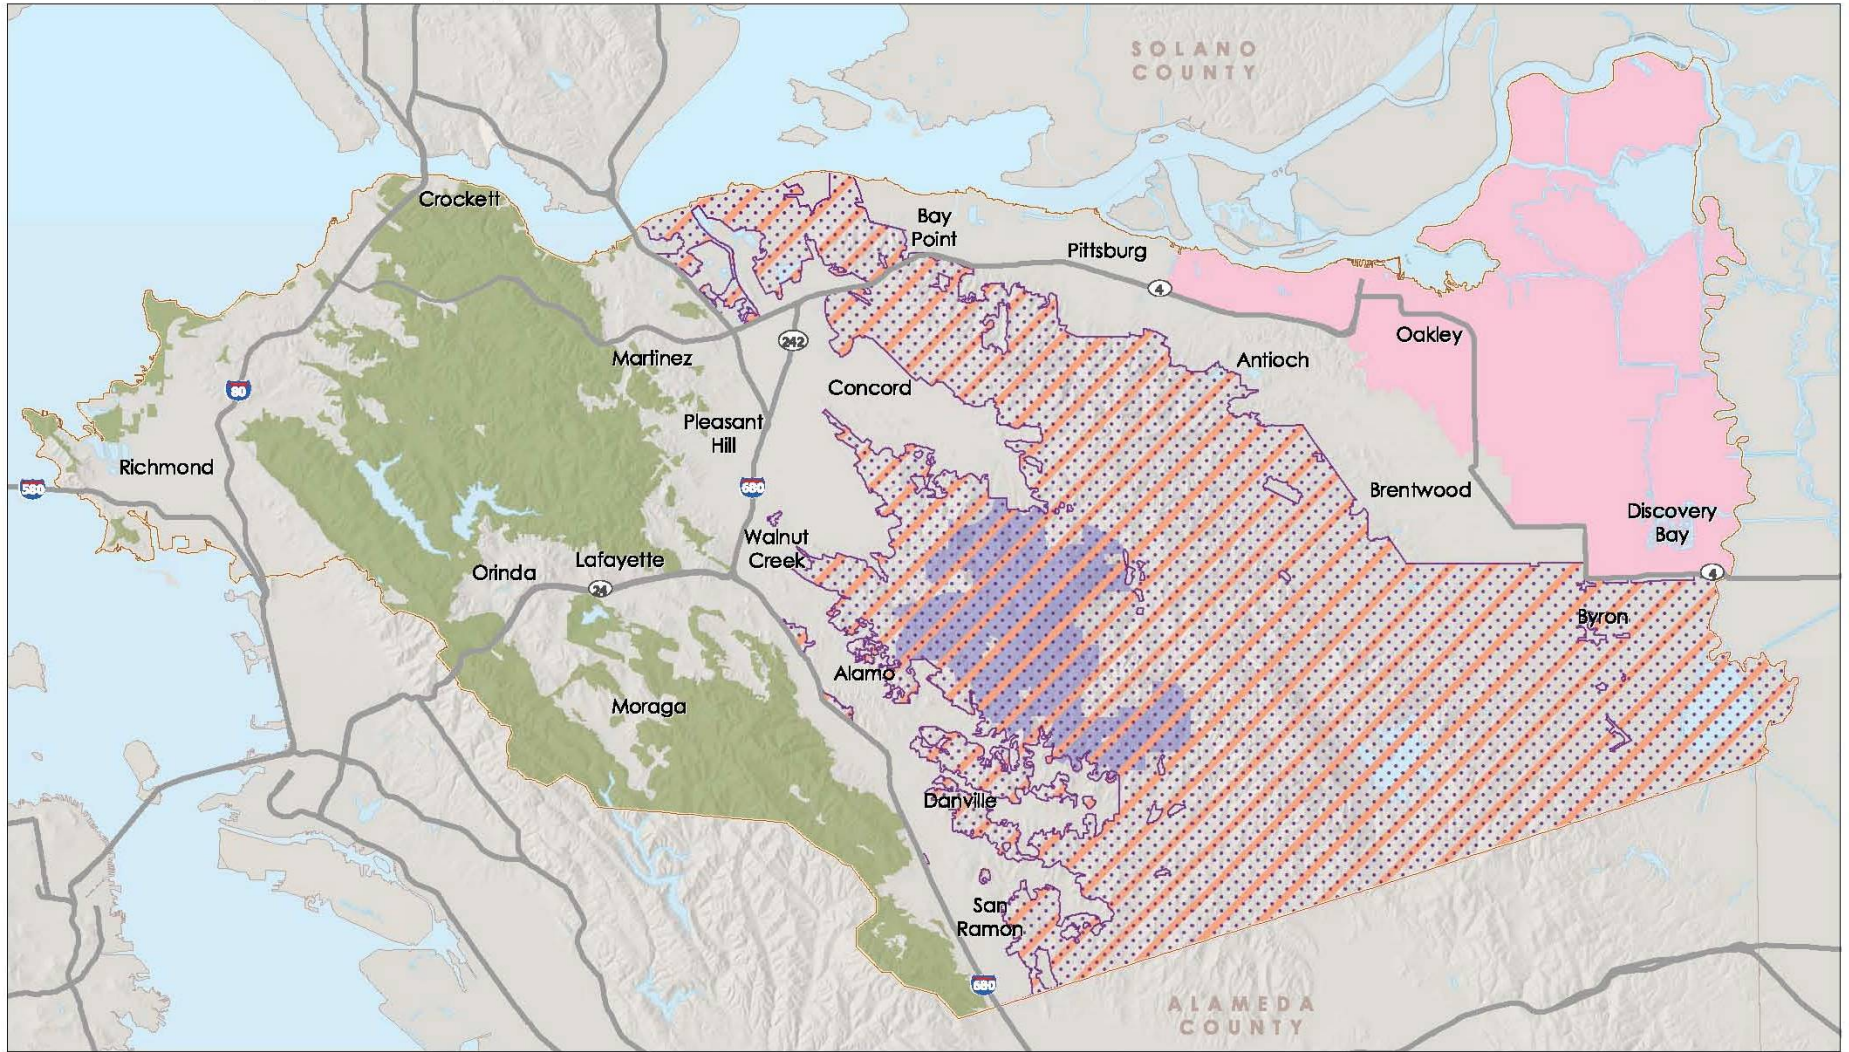 SOLANO
COUNTY
Crockett
Bay
Point
Pittsburg
4
80
Martinez
242
Concord
Antioch
Oakley
Pleasant
Hill
Richmond
580
680
Brentwood
Discovery
Bay
Walnut
Creek
Orinda
Lafayette
24
4
Byron
Alamo
Moraga
Danville
San
Ramon
680
ALAMEDA
COUNTY